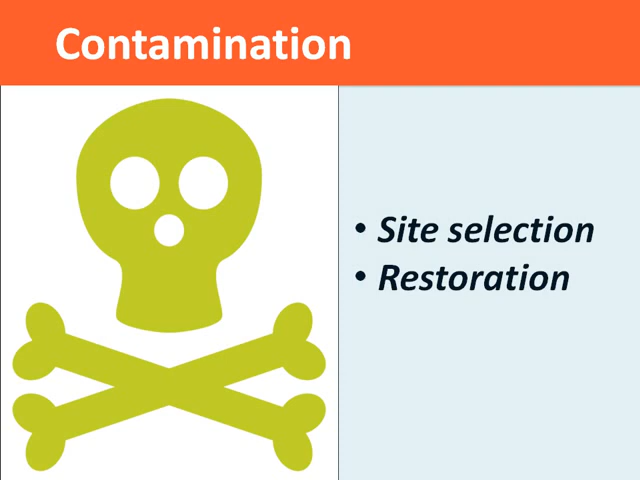 Contamination
• Site selection
• Restoration